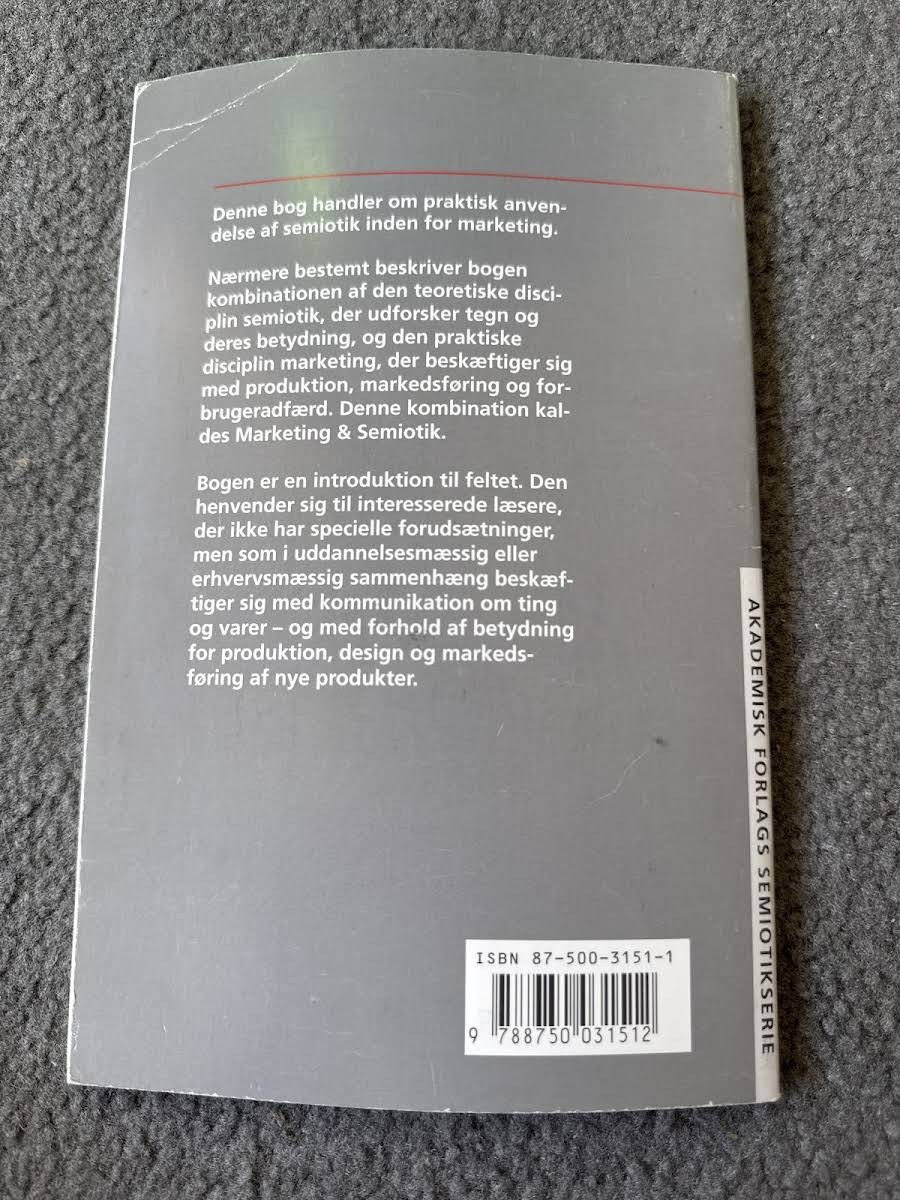 Denne bog handler om praktisk anven-
delse af semiotik inden for marketing.
Nærmere bestemt beskriver bogen
kombinationen af den teoretiske disci-
plin semiotik, der udforsker tegn og
deres betydning, og den praktiske
disciplin marketing, der beskæftiger sig
med produktion, markedsføring og for-
brugeradfærd. Denne kombination kal-
des Marketing & Semiotik.
Bogen er en introduktion til feltet. Den
henvender sig til interesserede læsere,
der ikke har specielle forudsætninger,
men som i uddannelsesmæssig eller
erhvervsmæssig sammenhæng beskæf-
tiger sig med kommunikation om ting
og varer – og med forhold af betydning
for produktion, design og markeds-
føring af nye produkter.
AKADEMISK FORLAGS SEMIOTIKSERIE
ISBN 87-500-3151-1
9 788750 031512